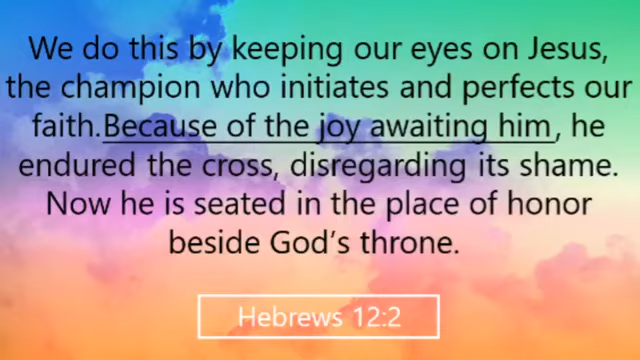 We do this by keeping our eyes on Jesus,
the champion who initiates and perfects our
faith.Because of the joy awaiting him, he
endured the cross, disregarding its shame.
Now he is seated in the place of honor
beside God’s throne.
Hebrews 12:2